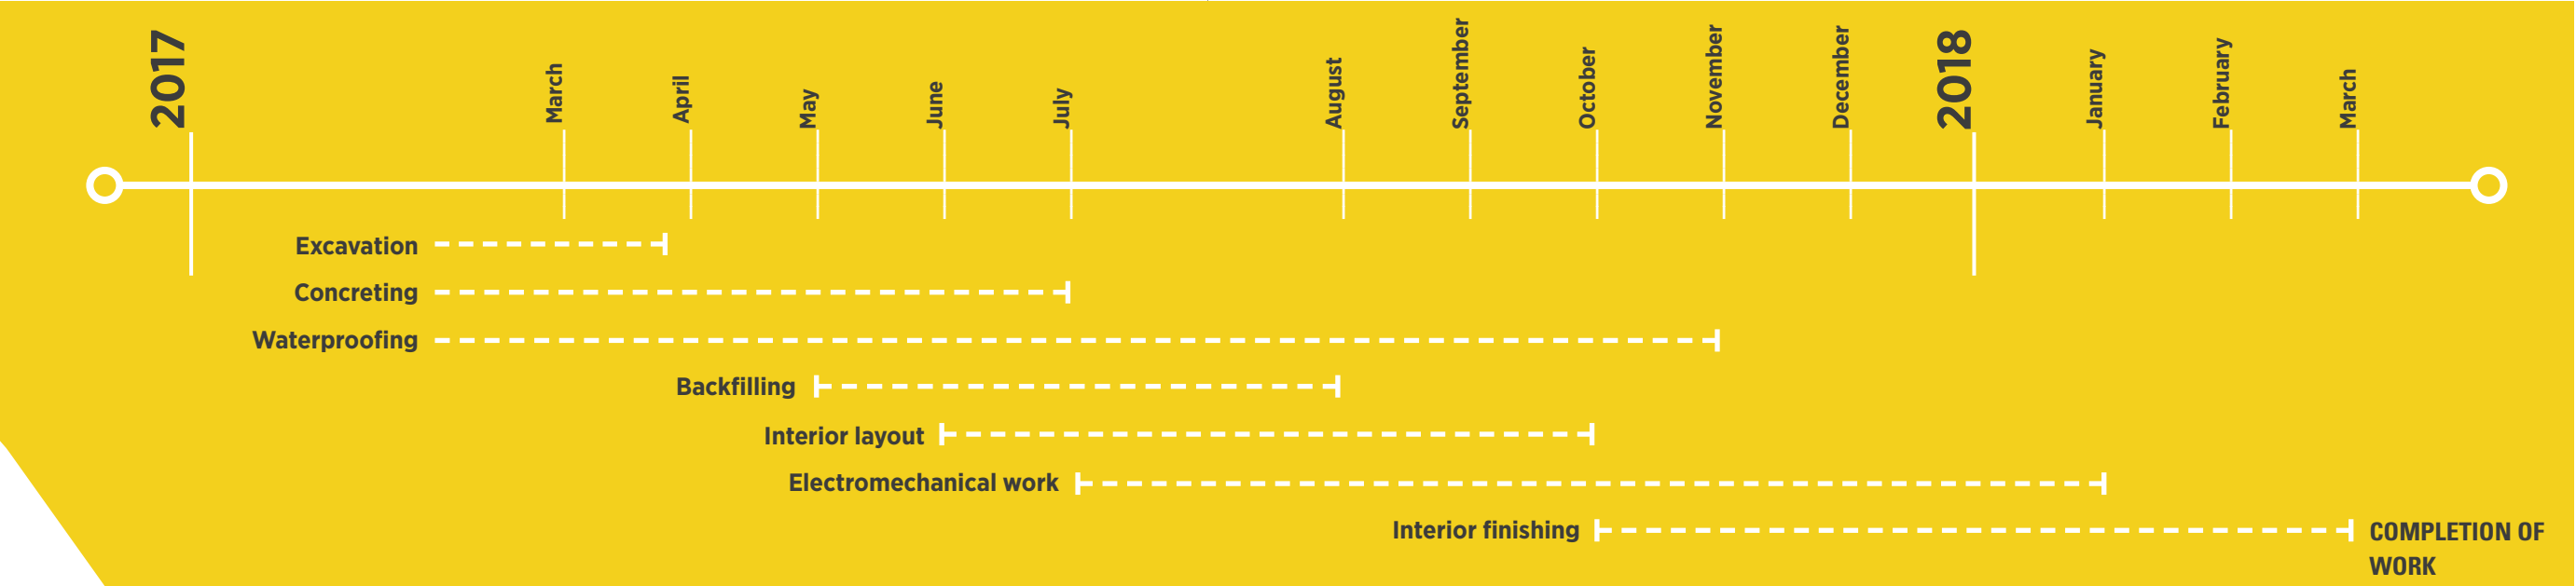 2017
March
April
May
June
July
August
September
October
November
December
2018
January
February
March
Excavation
Concreting
Waterproofing
Backfilling
Interior layout
Electromechanical work
Interior finishing
COMPLETION OF
WORK